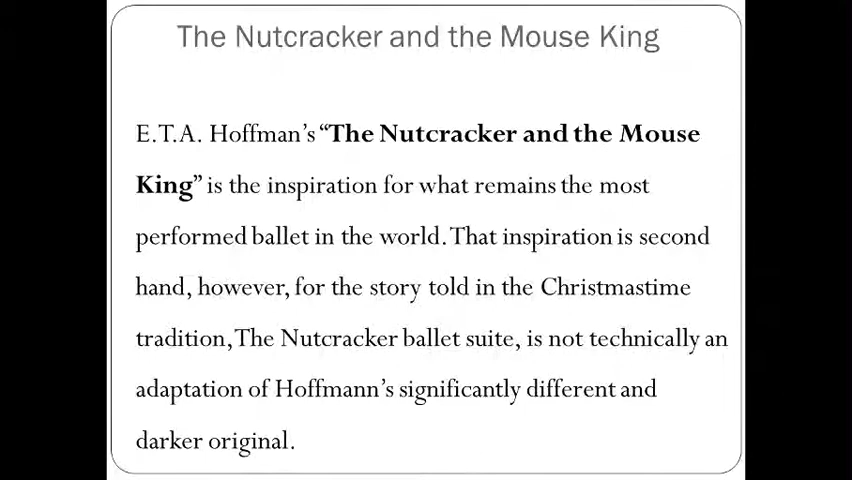 The Nutcracker and the Mouse King
E.T.A. Hoffman's “The Nutcracker and the Mouse
King” is the inspiration for what remains the most
performed ballet in the world. That inspiration is second
hand, however, for the story told in the Christmastime
tradition, The Nutcracker ballet suite, is not technically an
adaptation of Hoffmann's significantly different and
darker original.